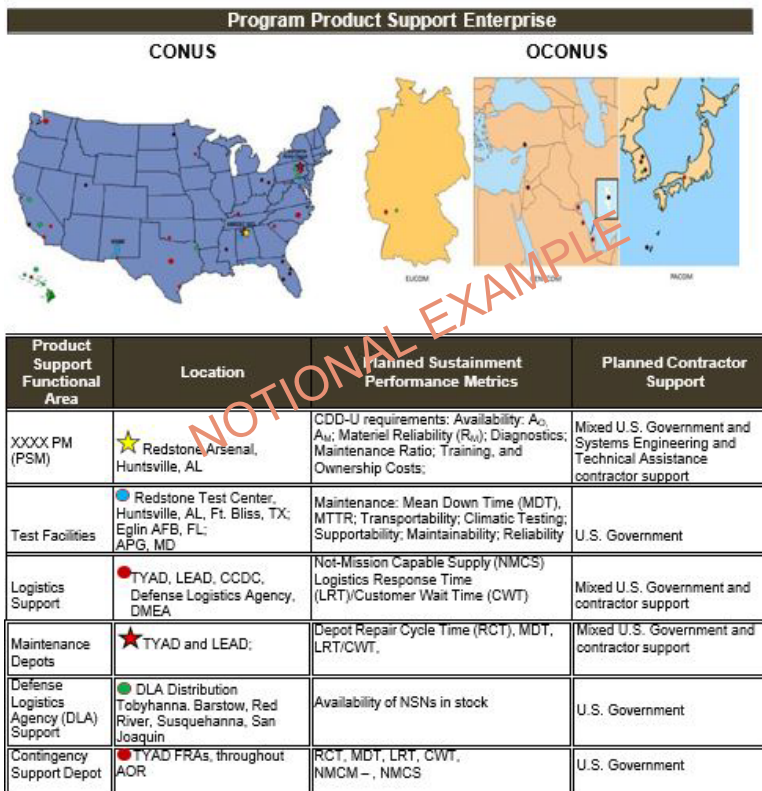 Program Product Support Enterprise
CONUS
OCONUS
EUCOM
PACOM
NOTIONAL EXAMPLE
Product
Support
Functional
Area
Location
Planned Sustainment
Performance Metrics
Planned Contractor
Support
XXXX PM
(PSM)
Redstone Arsenal,
Huntsville, AL
CDD-U requirements: Availability: AO,
AM; Materiel Reliability (RM); Diagnostics;
Maintenance Ratio; Training, and
Ownership Costs;
Mixed U.S. Government and
Systems Engineering and
Technical Assistance
contractor support
Test Facilities
Redstone Test Center,
Huntsville, AL, Ft. Bliss, TX;
Eglin AFB, FL;
APG, MD
Maintenance: Mean Down Time (MDT),
MTTR; Transportability; Climatic Testing;
Supportability; Maintainability; Reliability
U.S. Government
Logistics
Support
TYAD, LEAD, CCDC,
Defense Logistics Agency,
DMEA
Not-Mission Capable Supply (NMCS)
Logistics Response Time
(LRT)/Customer Wait Time (CWT)
Mixed U.S. Government and
contractor support
Maintenance
Depots
TYAD and LEAD;
Depot Repair Cycle Time (RCT), MDT,
LRT/CWT,
Mixed U.S. Government and
contractor support
Defense
Logistics
Agency (DLA)
Support
DLA Distribution
Tobyhanna. Barstow, Red
River, Susquehanna, San
Joaquin
Availability of NSNs in stock
U.S. Government
Contingency
Support Depot
TYAD FRAs, throughout
AOR
RCT, MDT, LRT, CWT,
NMCM – , NMCS
U.S. Government